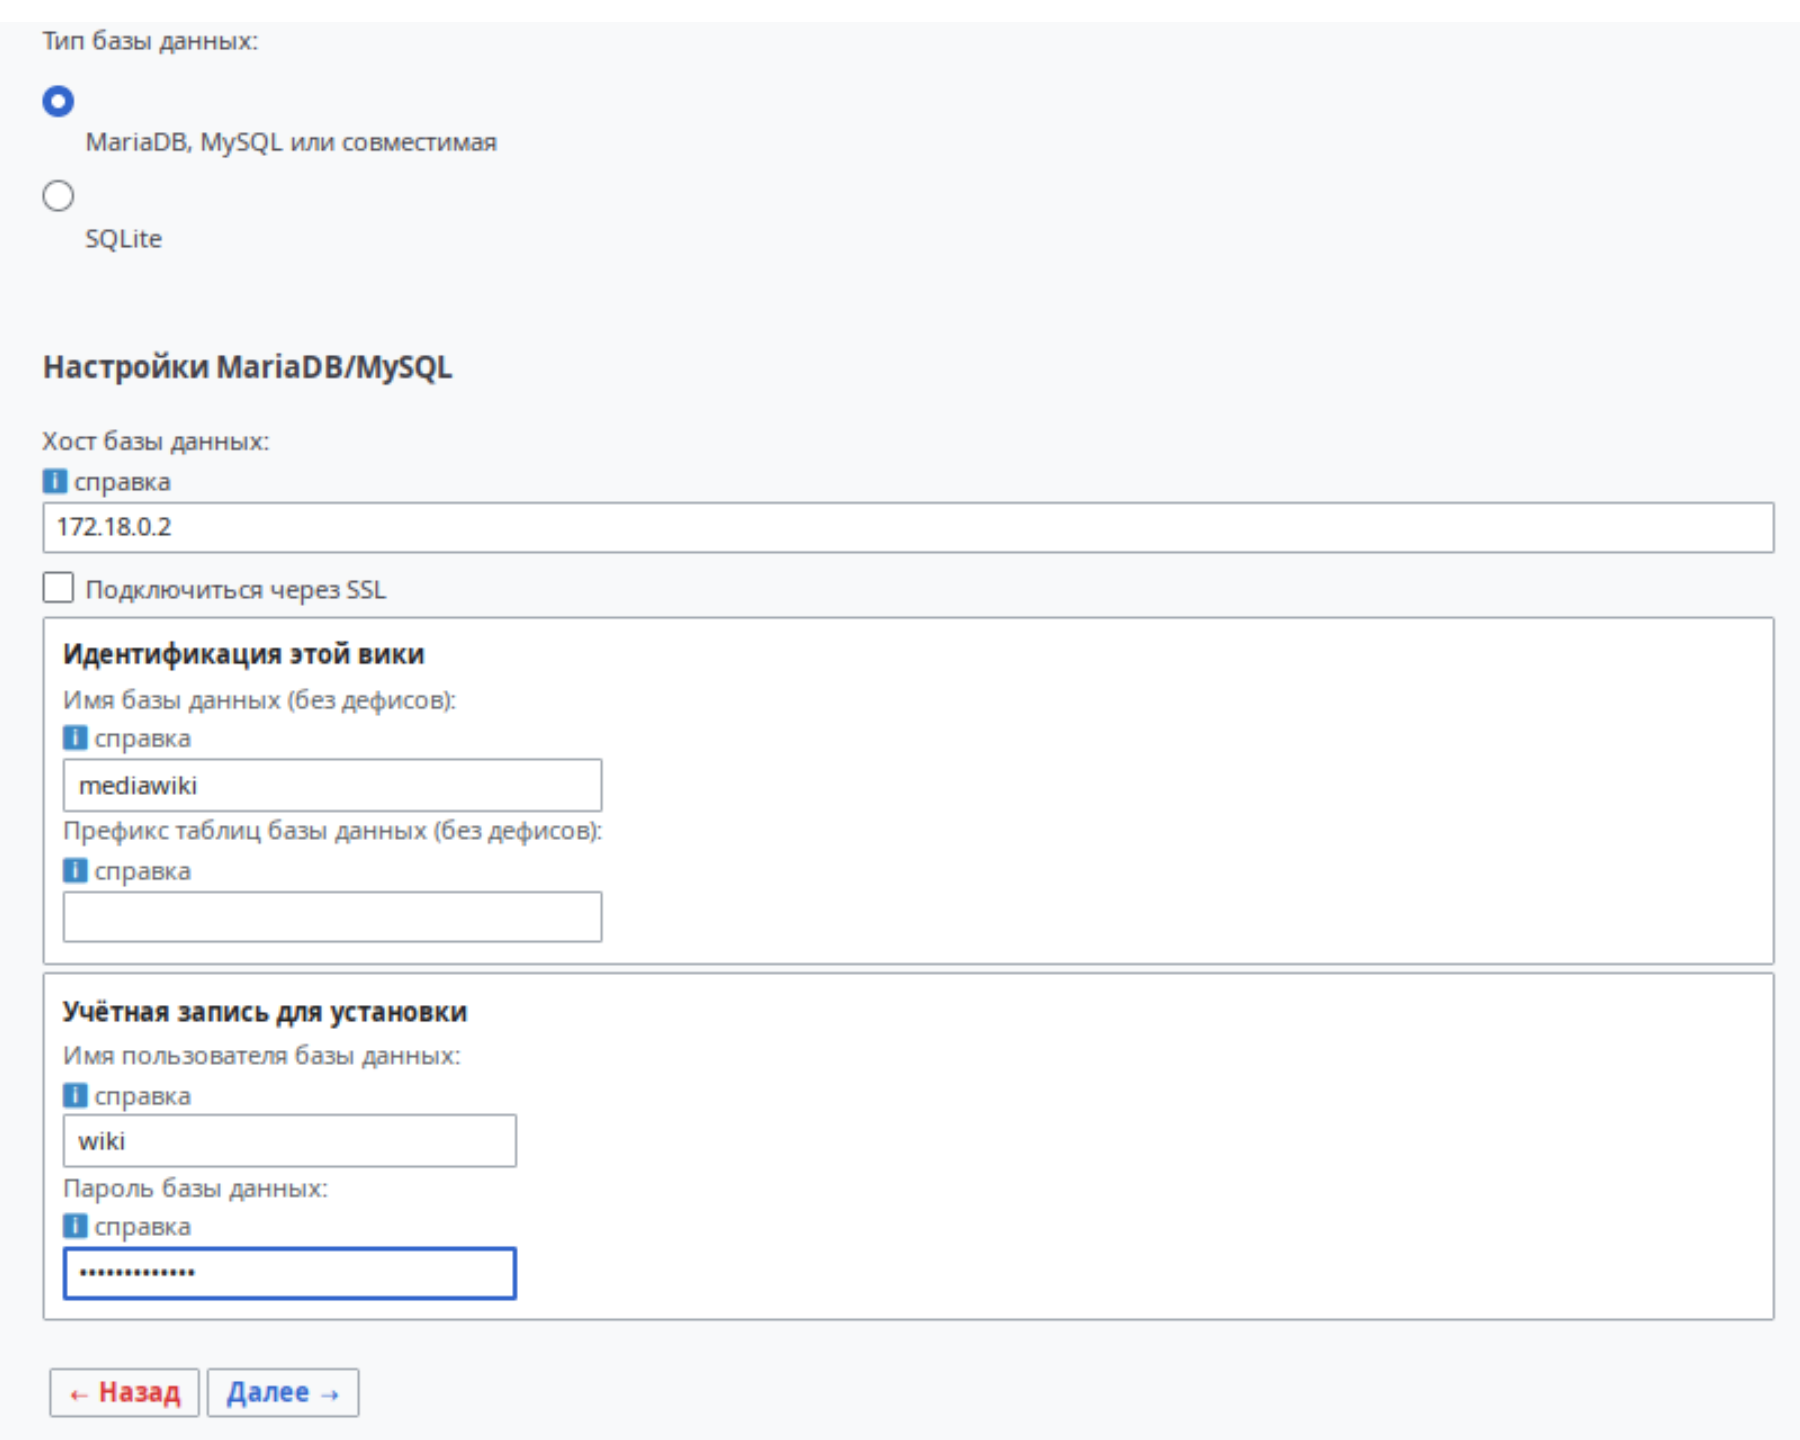 Тип базы данных:
MariaDB, MySQL или совместимая
SQLite
Настройки MariaDB/MySQL
Хост базы данных:
i справка
172.18.0.2
Подключиться через SSL
Идентификация этой вики
Имя базы данных (без дефисов):
i справка
mediawiki
Префикс таблиц базы данных (без дефисов):
i справка
Учётная запись для установки
Имя пользователя базы данных:
i справка
wiki
Пароль базы данных:
i справка
•••••••••••••
← Назад Далее →